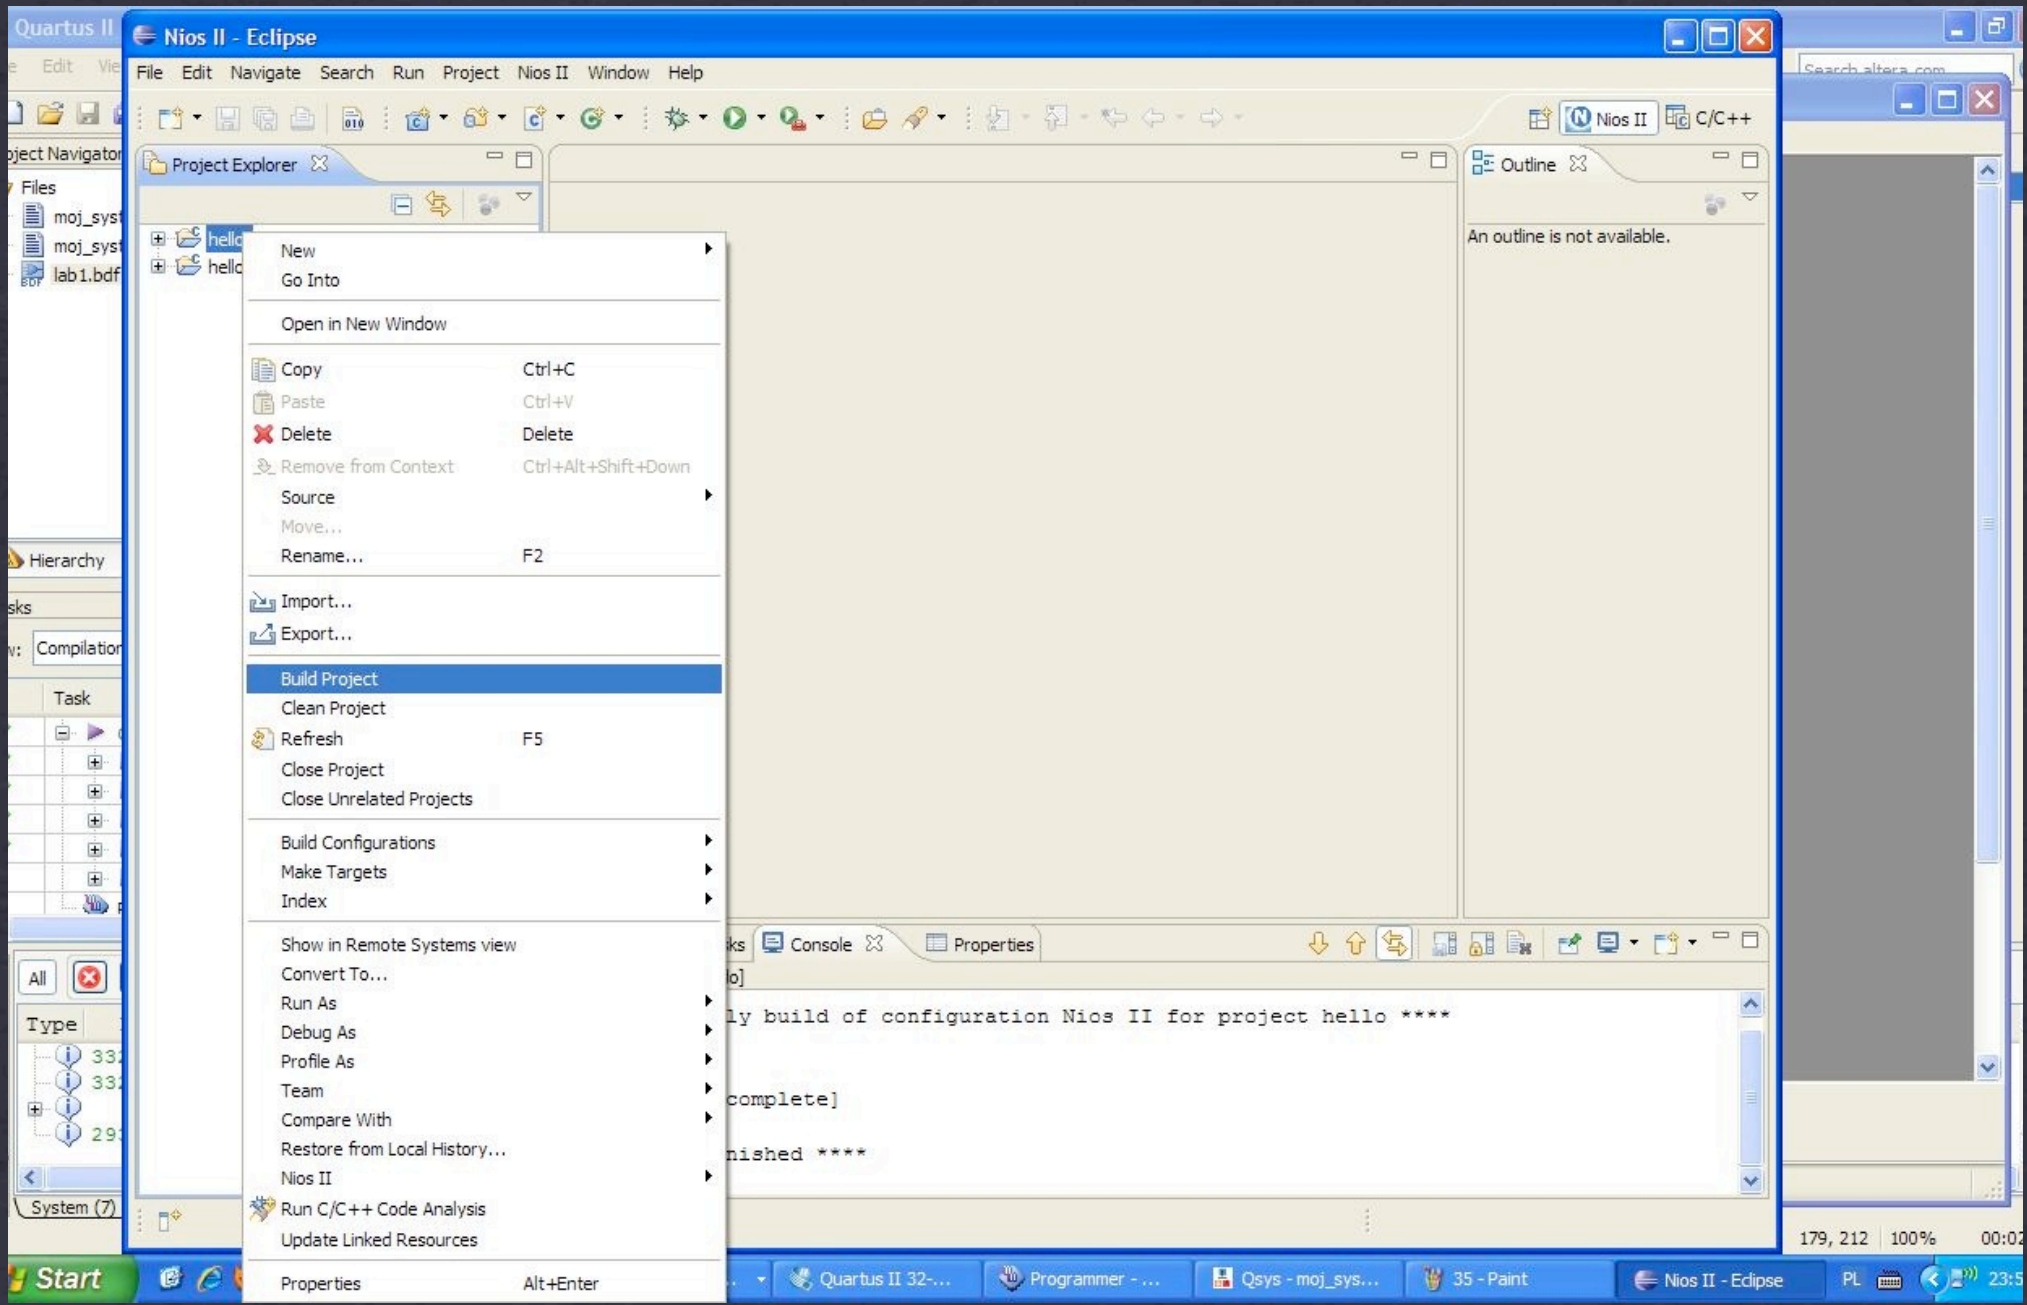 Quartus II
Edit
Search altera.com
Project Navigator
Files
lab1.bdf
Hierarchy
Compilation
Task
All
Type
System (7)
179, 212
100%
Nios II - Eclipse
File Edit Navigate Search Run Project Nios II Window Help
Nios II
C/C++
Project Explorer
hello
Outline
An outline is not available.
New
Go Into
Open in New Window
Copy Ctrl+C
Paste Ctrl+V
Delete Delete
Remove from Context Ctrl+Alt+Shift+Down
Source
Move...
Rename... F2
Import...
Export...
Build Project
Clean Project
Refresh F5
Close Project
Close Unrelated Projects
Build Configurations
Make Targets
Index
Show in Remote Systems view
Convert To...
Run As
Debug As
Profile As
Team
Compare With
Restore from Local History...
Nios II
Run C/C++ Code Analysis
Update Linked Resources
Properties Alt+Enter
Console
Properties
ly build of configuration Nios II for project hello ****
complete]
nished ****
Start
Quartus II 32-...
Programmer - ...
Qsys - moj_sys...
35 - Paint
Nios II - Eclipse
PL